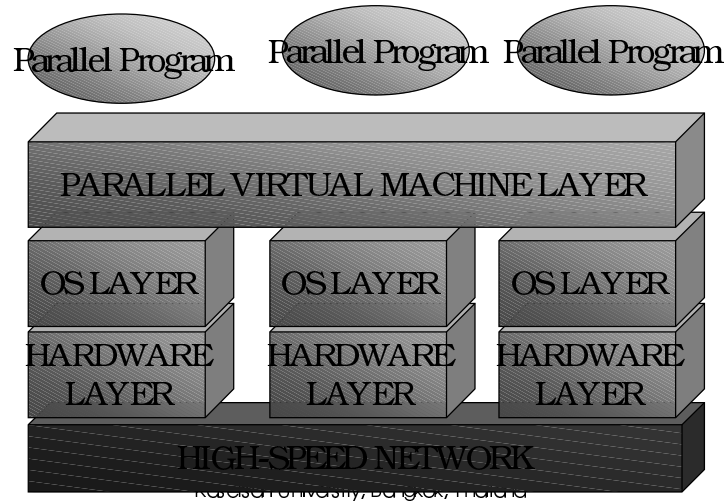 Parallel Program Parallel Program Parallel Program
PARALLEL VIRTUAL MACHINE LAYER
OS LAYER OS LAYER OS LAYER
HARDWARE LAYER HARDWARE LAYER HARDWARE LAYER
HIGH-SPEED NETWORK